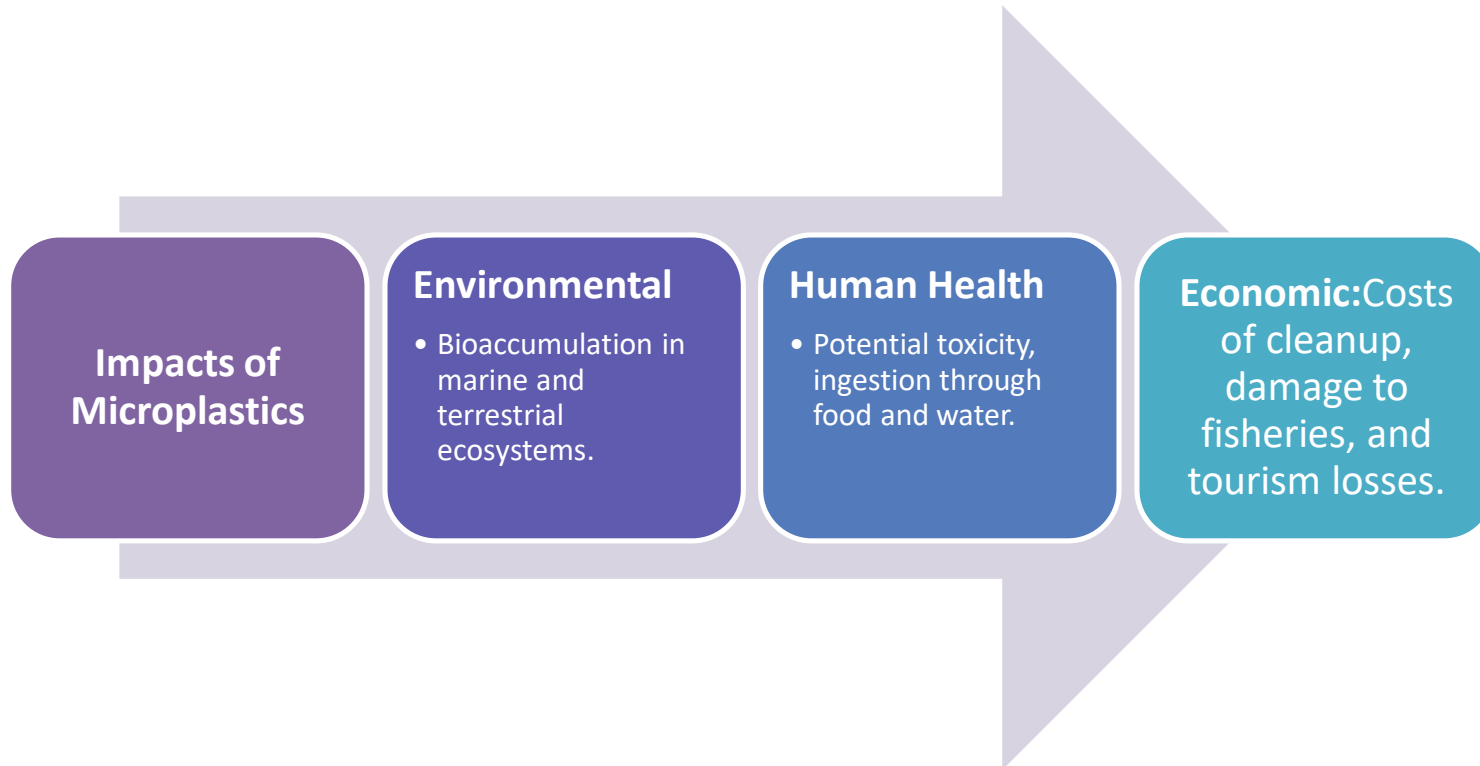 Impacts of
Microplastics
Environmental
• Bioaccumulation in
marine and
terrestrial
ecosystems.
Human Health
• Potential toxicity,
ingestion through
food and water.
Economic:Costs
of cleanup,
damage to
fisheries, and
tourism losses.